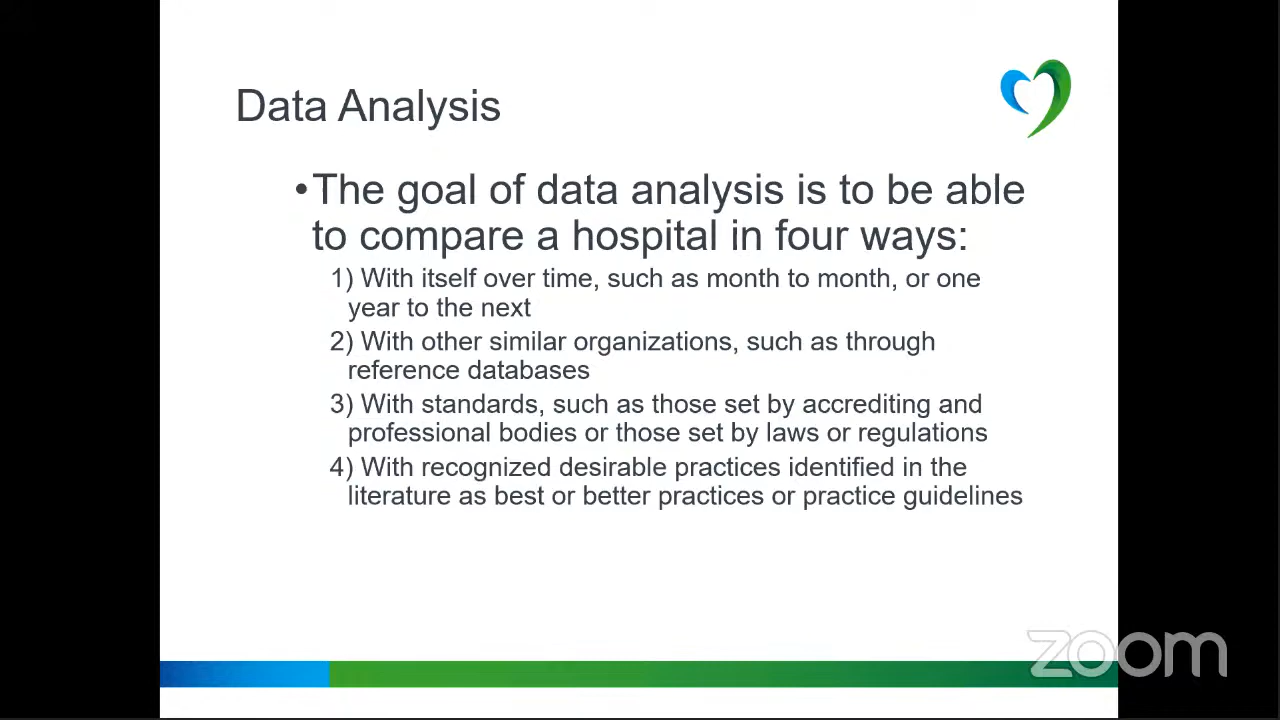 Data Analysis
•The goal of data analysis is to be able
to compare a hospital in four ways:
1) With itself over time, such as month to month, or one
year to the next
2) With other similar organizations, such as through
reference databases
3) With standards, such as those set by accrediting and
professional bodies or those set by laws or regulations
4) With recognized desirable practices identified in the
literature as best or better practices or practice guidelines
zoom